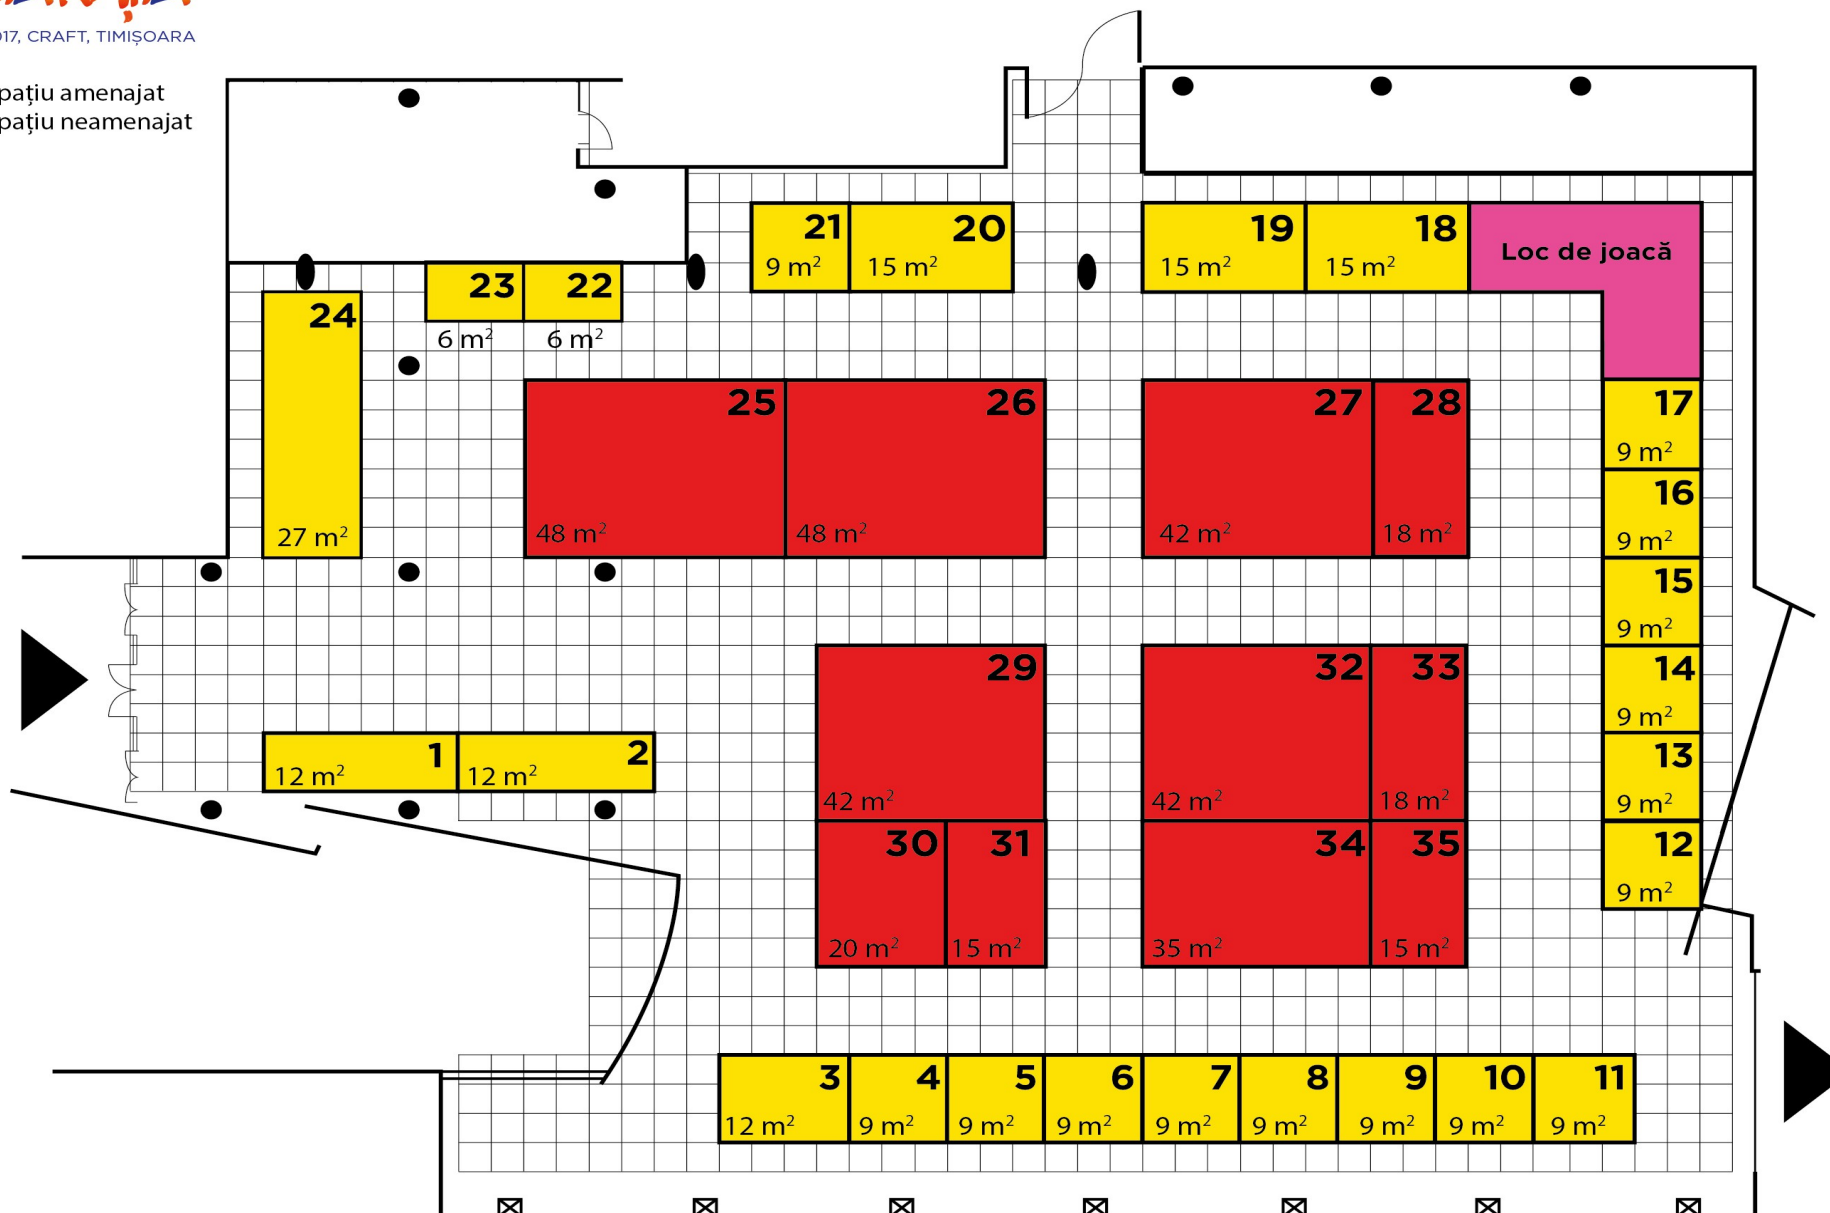 17, CRAFT, TIMIȘOARA
pațiu amenajat
pațiu neamenajat
21
9 m²
20
15 m²
19
15 m²
18
15 m²
Loc de joacă
24
27 m²
23
6 m²
22
6 m²
25
48 m²
26
48 m²
27
42 m²
28
18 m²
17
9 m²
16
9 m²
15
9 m²
14
9 m²
13
9 m²
12
9 m²
29
42 m²
32
42 m²
33
18 m²
1
12 m²
2
12 m²
30
20 m²
31
15 m²
34
35 m²
35
15 m²
3
12 m²
4
9 m²
5
9 m²
6
9 m²
7
9 m²
8
9 m²
9
9 m²
10
9 m²
11
9 m²